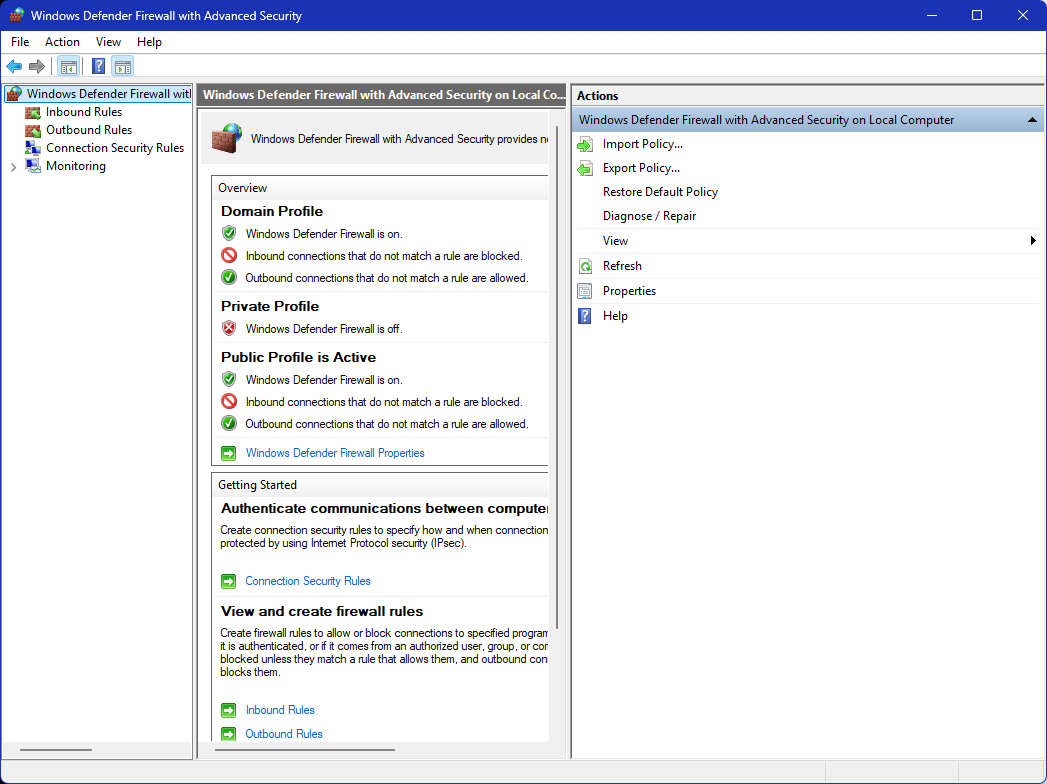 Windows Defender Firewall with Advanced Security
File Action View Help
Windows Defender Firewall wit
Inbound Rules
Outbound Rules
Connection Security Rules
Monitoring
Windows Defender Firewall with Advanced Security on Local Co...
Windows Defender Firewall with Advanced Security provides ne
Overview
Domain Profile
Windows Defender Firewall is on.
Inbound connections that do not match a rule are blocked.
Outbound connections that do not match a rule are allowed.
Private Profile
Windows Defender Firewall is off.
Public Profile is Active
Windows Defender Firewall is on.
Inbound connections that do not match a rule are blocked.
Outbound connections that do not match a rule are allowed.
Windows Defender Firewall Properties
Getting Started
Authenticate communications between computer
Create connection security rules to specify how and when connection
protected by using Internet Protocol security (IPsec).
Connection Security Rules
View and create firewall rules
Create firewall rules to allow or block connections to specified program
it is authenticated, or if it comes from an authorized user, group, or com
blocked unless they match a rule that allows them, and outbound con
blocks them.
Inbound Rules
Outbound Rules
Actions
Windows Defender Firewall with Advanced Security on Local Computer
Import Policy...
Export Policy...
Restore Default Policy
Diagnose / Repair
View
Refresh
Properties
Help